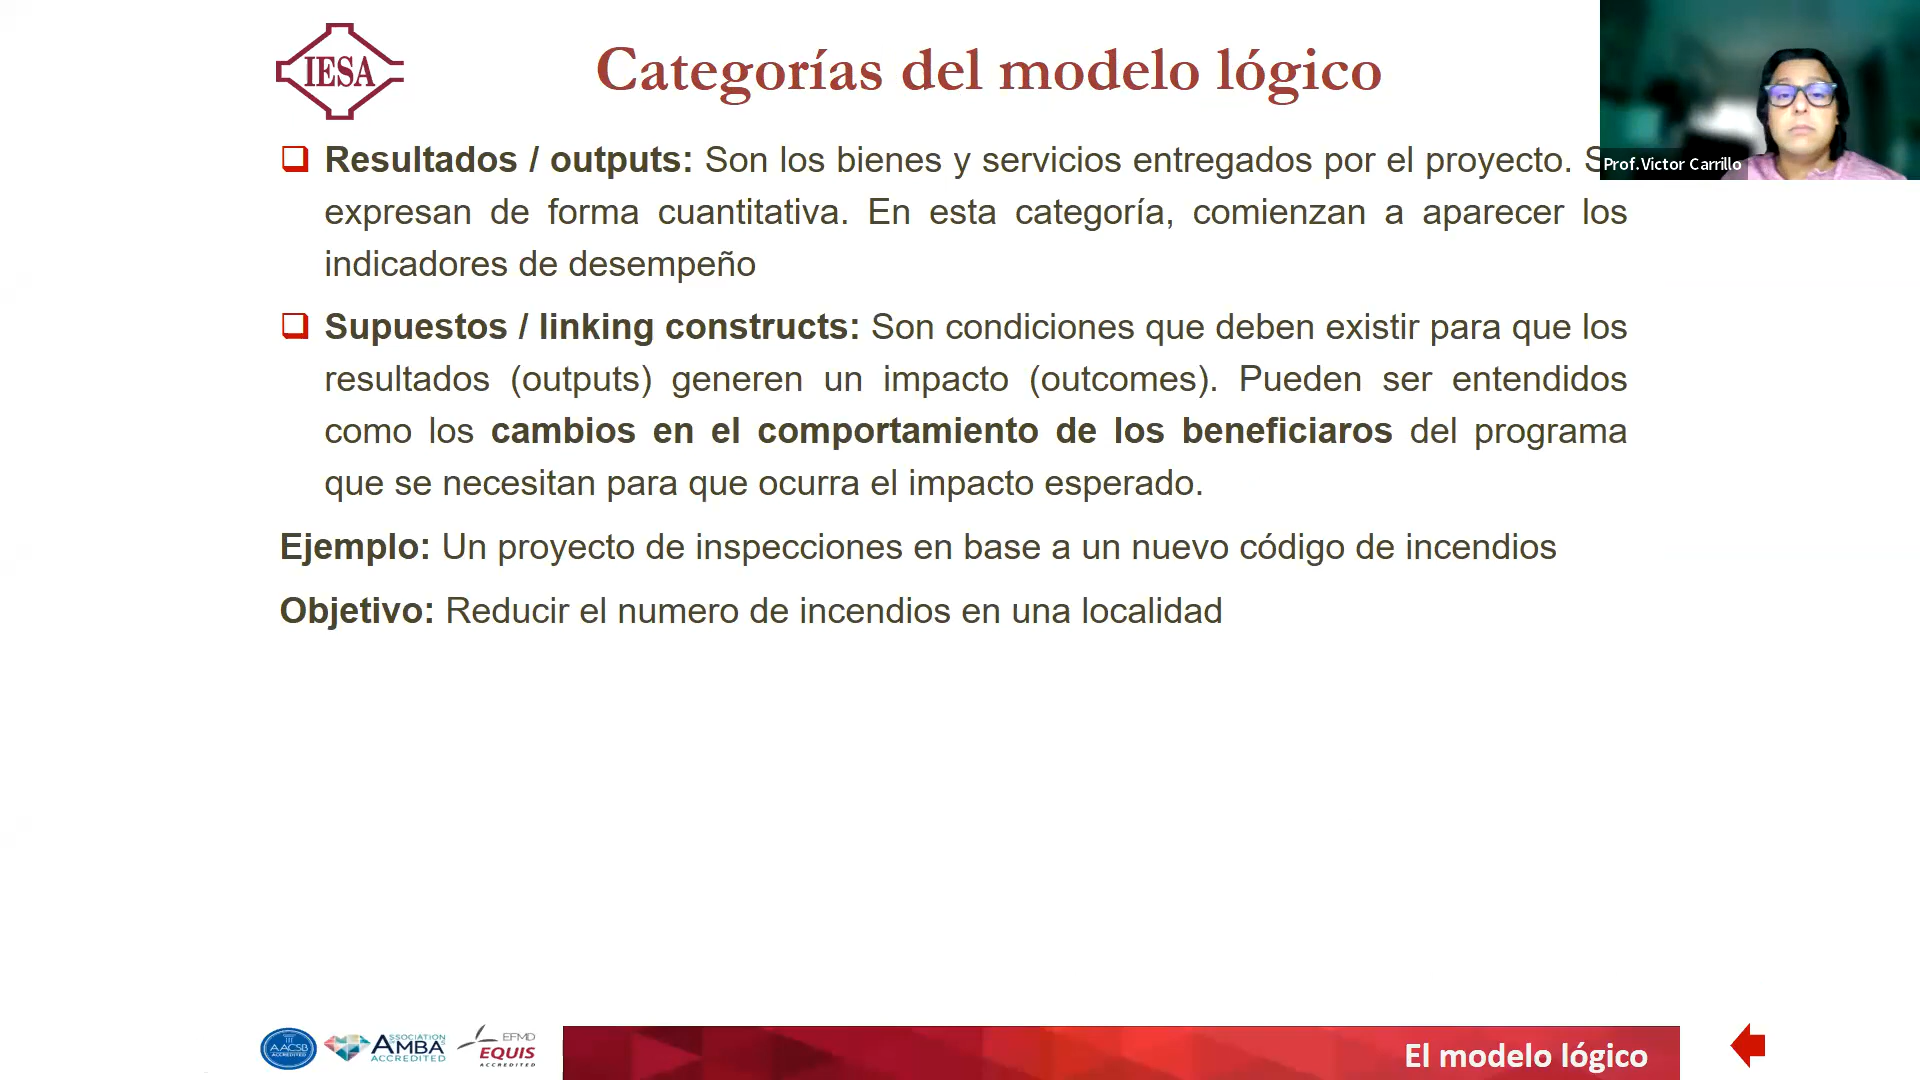 IESA
Categorías del modelo lógico
Prof.Victor Carrillo
Resultados / outputs: Son los bienes y servicios entregados por el proyecto. S
expresan de forma cuantitativa. En esta categoría, comienzan a aparecer los
indicadores de desempeño
Supuestos / linking constructs: Son condiciones que deben existir para que los
resultados (outputs) generen un impacto (outcomes). Pueden ser entendidos
como los cambios en el comportamiento de los beneficiaros del programa
que se necesitan para que ocurra el impacto esperado.
Ejemplo: Un proyecto de inspecciones en base a un nuevo código de incendios
Objetivo: Reducir el numero de incendios en una localidad
AACSB
ACCREDITED
ASSOCIATION
AMBA
ACCREDITED
EFMD
EQUIS
ACCREDITED
El modelo lógico